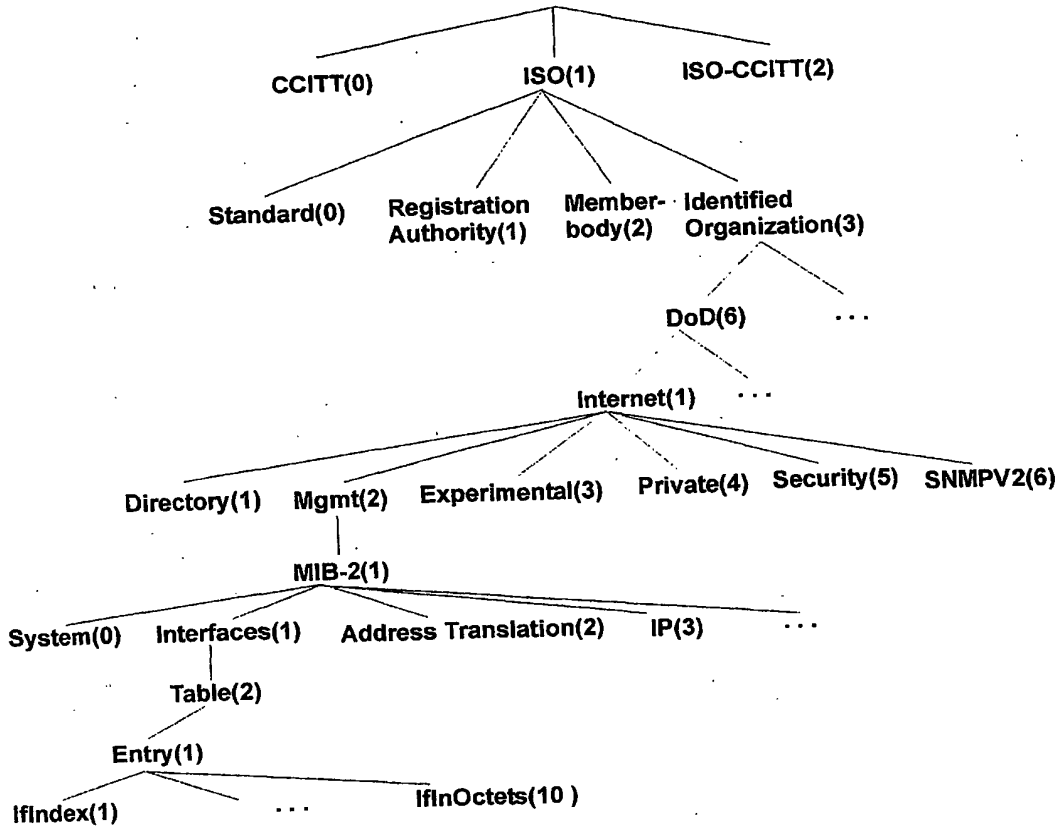 CCITT(0)
ISO(1)
ISO-CCITT(2)
Standard(0)
Registration
Authority(1)
Member-
body(2)
Identified
Organization(3)
DoD(6)
...
Internet(1)
...
Directory(1)
Mgmt(2)
Experimental(3)
Private(4)
Security(5)
SNMPV2(6)
MIB-2(1)
System(0)
Interfaces(1)
Address Translation(2)
IP(3)
...
Table(2)
Entry(1)
IfIndex(1)
...
IfInOctets(10 )